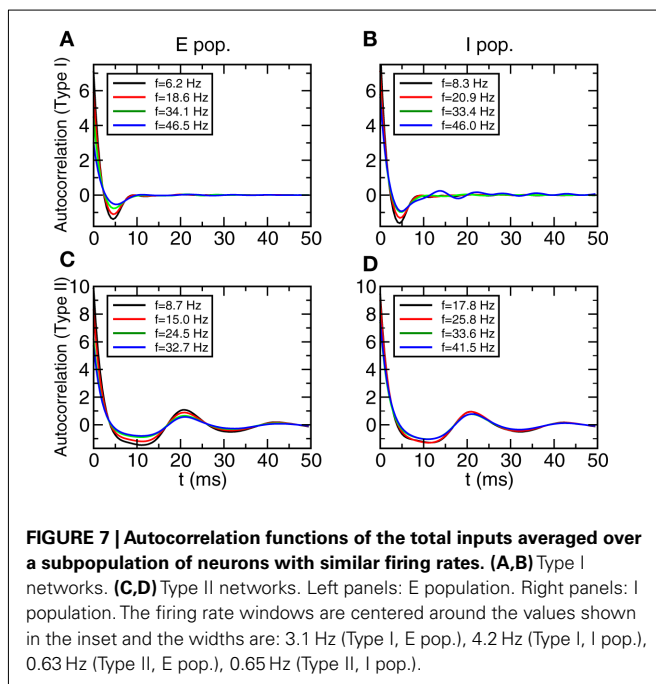 A
E pop.
B
I pop.
Autocorrelation (Type I)
6
4
2
0
f=6.2 Hz
f=18.6 Hz
f=34.1 Hz
f=46.5 Hz
0 10 20 30 40 50
6
4
2
0
f=8.3 Hz
f=20.9 Hz
f=33.4 Hz
f=46.0 Hz
0 10 20 30 40 50
C
D
Autocorrelation (Type II)
10
8
6
4
2
0
f=8.7 Hz
f=15.0 Hz
f=24.5 Hz
f=32.7 Hz
0 10 20 30 40 50
t (ms)
10
8
6
4
2
0
f=17.8 Hz
f=25.8 Hz
f=33.6 Hz
f=41.5 Hz
0 10 20 30 40 50
t (ms)
FIGURE 7 | Autocorrelation functions of the total inputs averaged over
a subpopulation of neurons with similar firing rates. (A,B) Type I
networks. (C,D) Type II networks. Left panels: E population. Right panels: I
population. The firing rate windows are centered around the values shown
in the inset and the widths are: 3.1 Hz (Type I, E pop.), 4.2 Hz (Type I, I pop.),
0.63 Hz (Type II, E pop.), 0.65 Hz (Type II, I pop.).